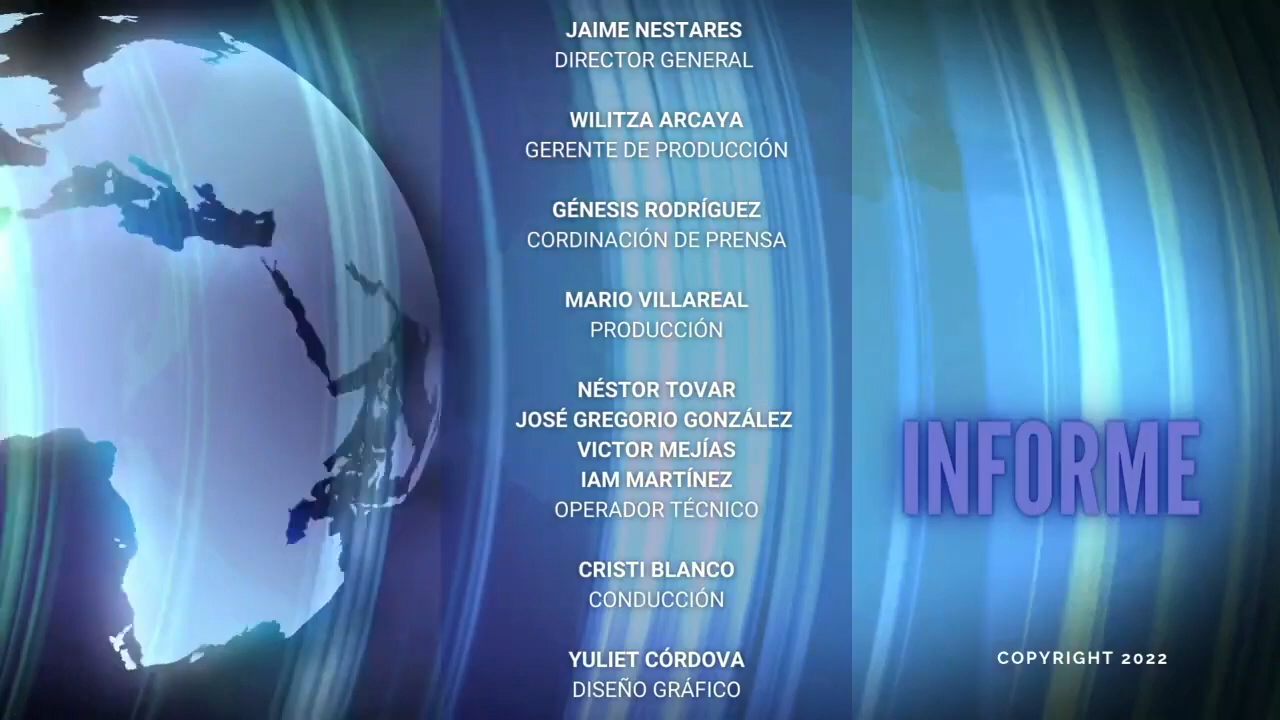 JAIME NESTARES
DIRECTOR GENERAL
WILITZA ARCAYA
GERENTE DE PRODUCCIÓN
GÉNESIS RODRÍGUEZ
CORDINACIÓN DE PRENSA
MARIO VILLAREAL
PRODUCCIÓN
NÉSTOR TOVAR
JOSÉ GREGORIO GONZÁLEZ
VICTOR MEJÍAS
IAM MARTÍNEZ
OPERADOR TÉCNICO
CRISTI BLANCO
CONDUCCIÓN
YULIET CÓRDOVA
DISEÑO GRÁFICO
INFORME
COPYRIGHT 2022